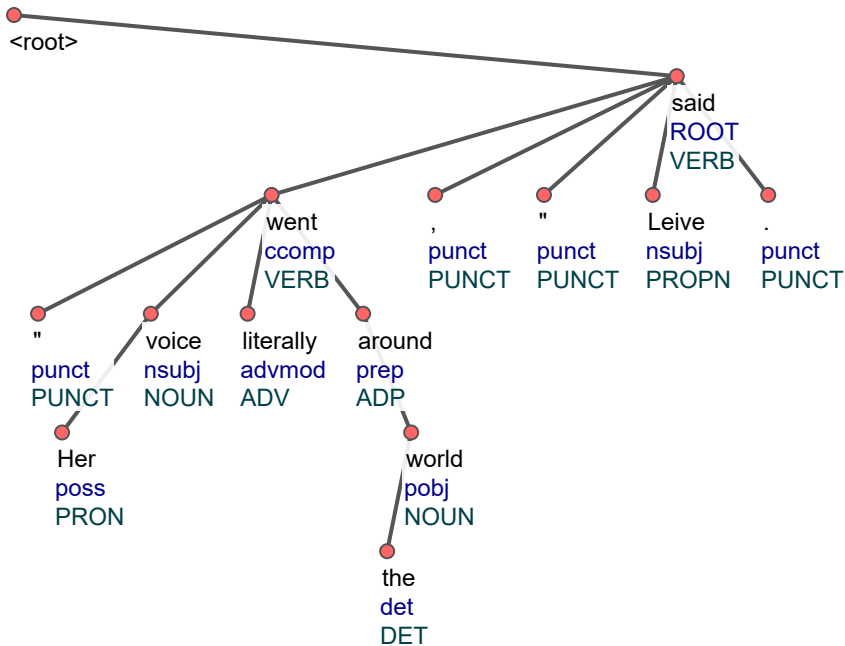 <root>
said
ROOT
VERB
went
ccomp
VERB
,
punct
PUNCT
"
punct
PUNCT
Leive
nsubj
PROPN
.
punct
PUNCT
"
punct
PUNCT
voice
nsubj
NOUN
literally
advmod
ADV
around
prep
ADP
Her
poss
PRON
world
pobj
NOUN
the
det
DET